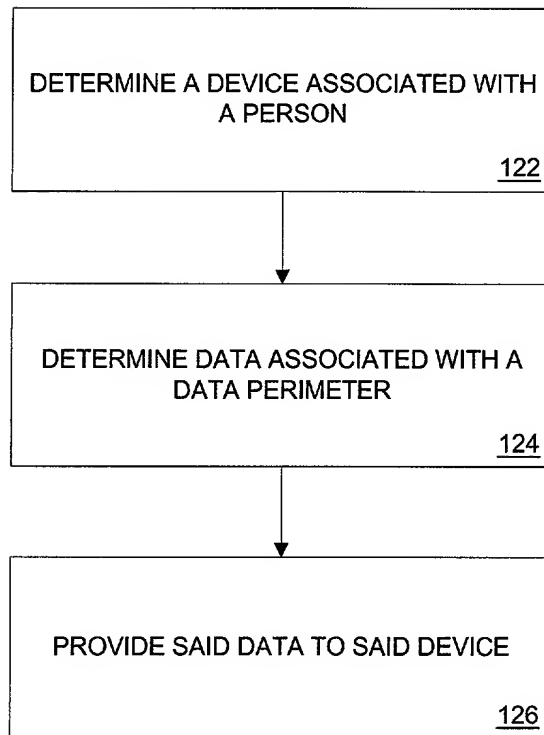 DETERMINE A DEVICE ASSOCIATED WITH
A PERSON
122
DETERMINE DATA ASSOCIATED WITH A
DATA PERIMETER
124
PROVIDE SAID DATA TO SAID DEVICE
126